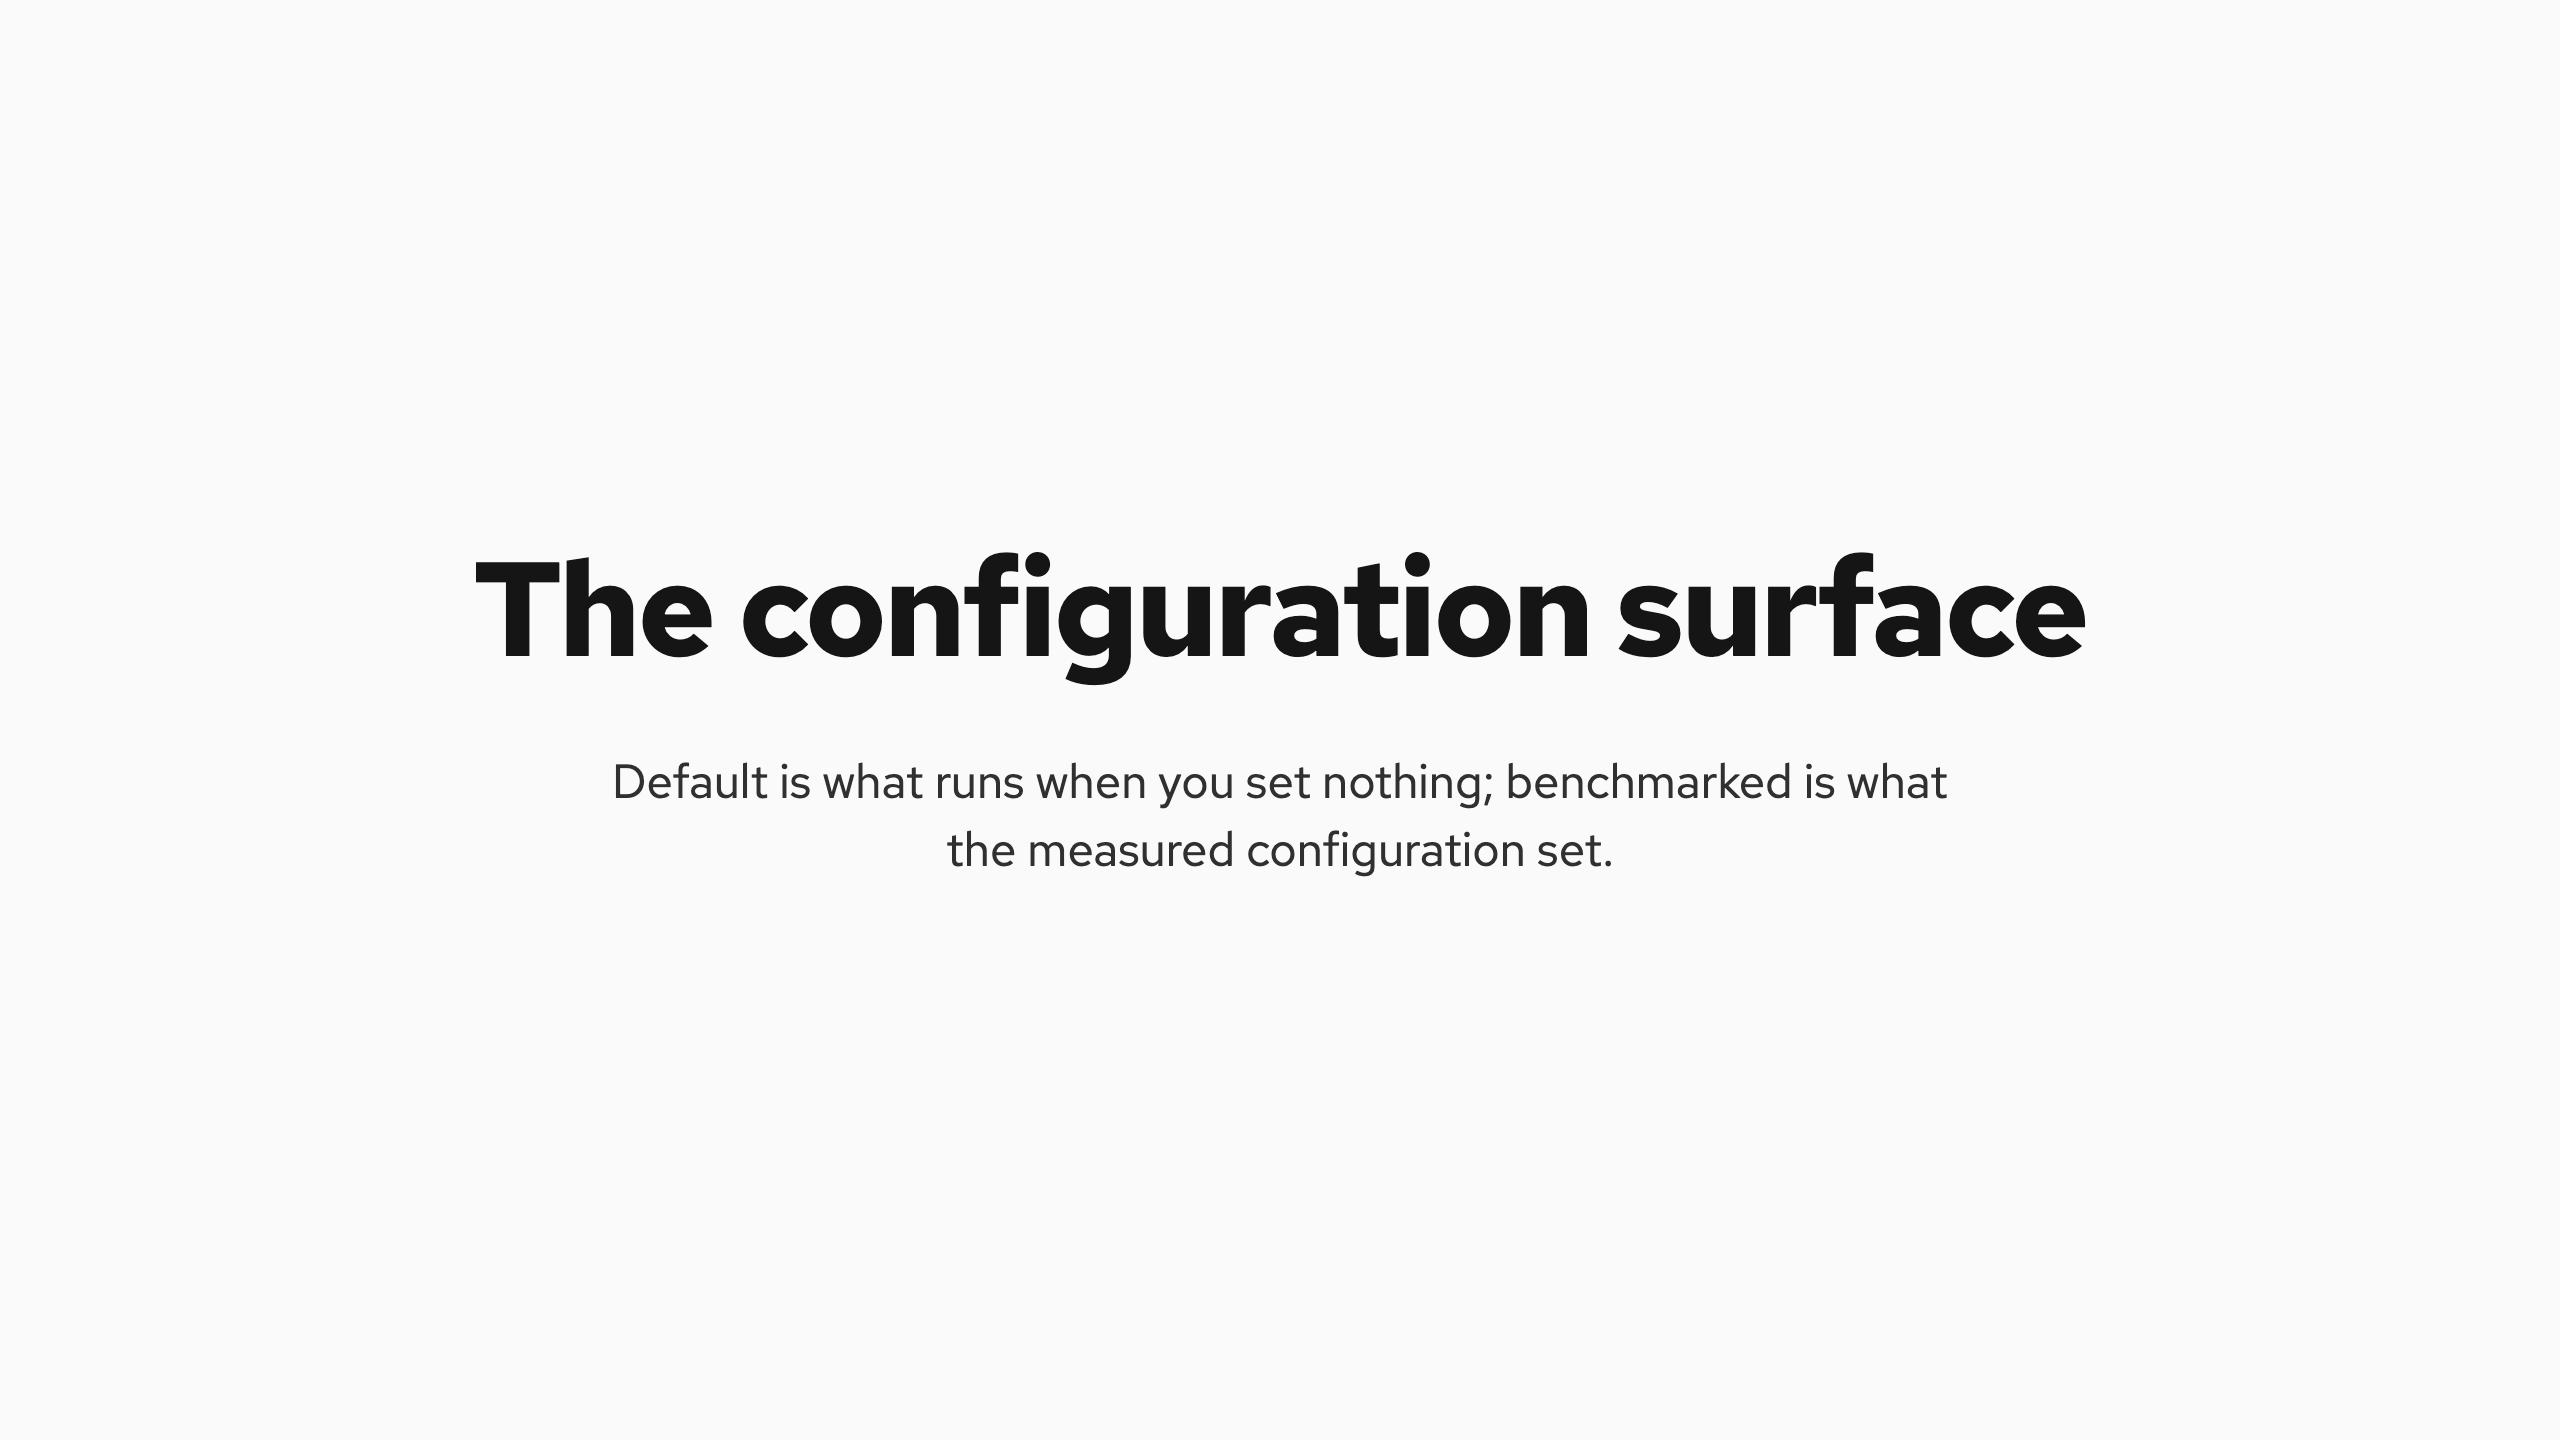 The configuration surface
Default is what runs when you set nothing; benchmarked is what
the measured configuration set.